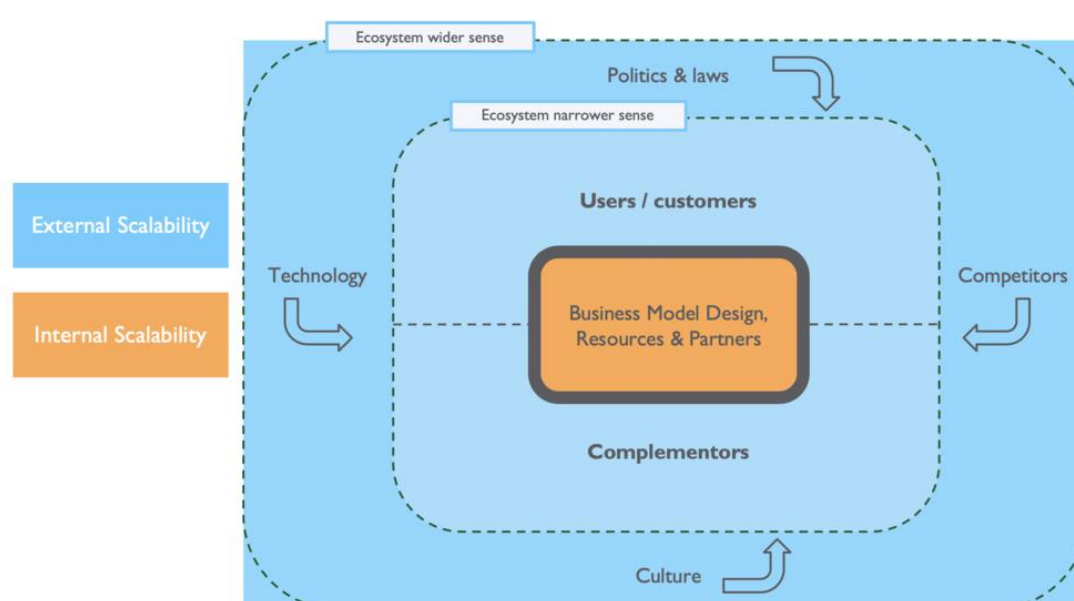 Ecosystem wider sense
Politics & laws
Ecosystem narrower sense
External Scalability
Users / customers
Technology
Competitors
Internal Scalability
Business Model Design,
Resources & Partners
Complementors
Culture